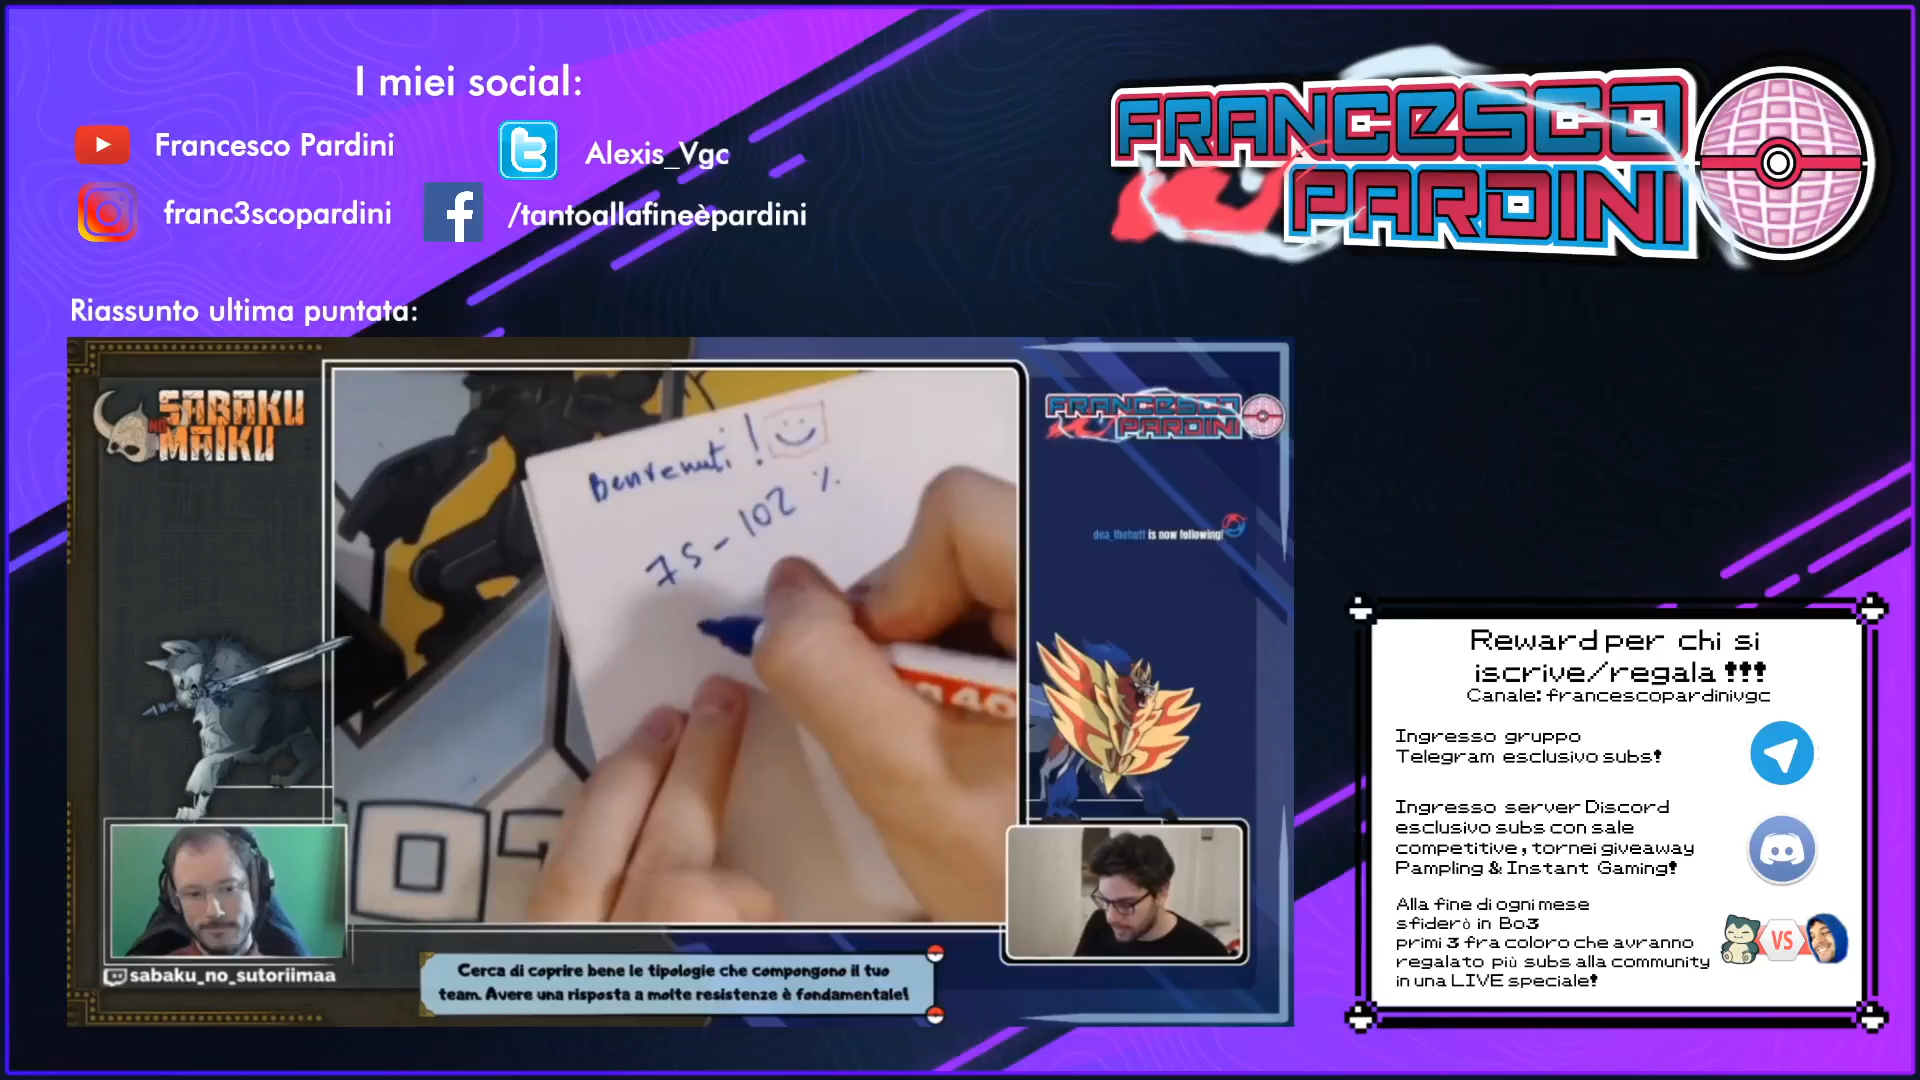 I miei social:
Francesco Pardini
Alexis_Vgc
franc3scopardini
/tantoallafineèpardini
FRANCESCO
PARDINI
Riassunto ultima puntata:
SABAKU
NO
MAIKU
Benvenuti!
75-102 %
FRANCESCO
PARDINI
dea_thehutt is now following!
40
sabaku_no_sutoriimaa
Cerca di coprire bene le tipologie che compongono il tuo
team. Avere una risposta a molte resistenze è fondamentale!
Reward per chi si
iscrive/regala !!!
Canale: francescopardinivgc
Ingresso gruppo
Telegram esclusivo subs!
Ingresso server Discord
esclusivo subs con sale
competitive, tornei giveaway
Pampling & Instant Gaming!
Alla fine di ogni mese
sfiderò in Bo3
primi 3 fra coloro che avranno
regalato più subs alla community
in una LIVE speciale!
VS